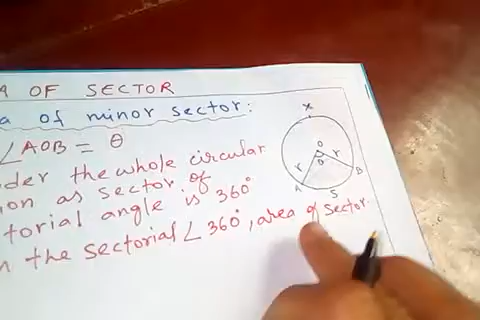 A OF SECTOR
a of minor sector:
∠AOB = θ
der the whole circular
on as sector of
torial angle is 360°
the sectorial ∠ 360°, area of sector
X
O
θ
r r
A B
S